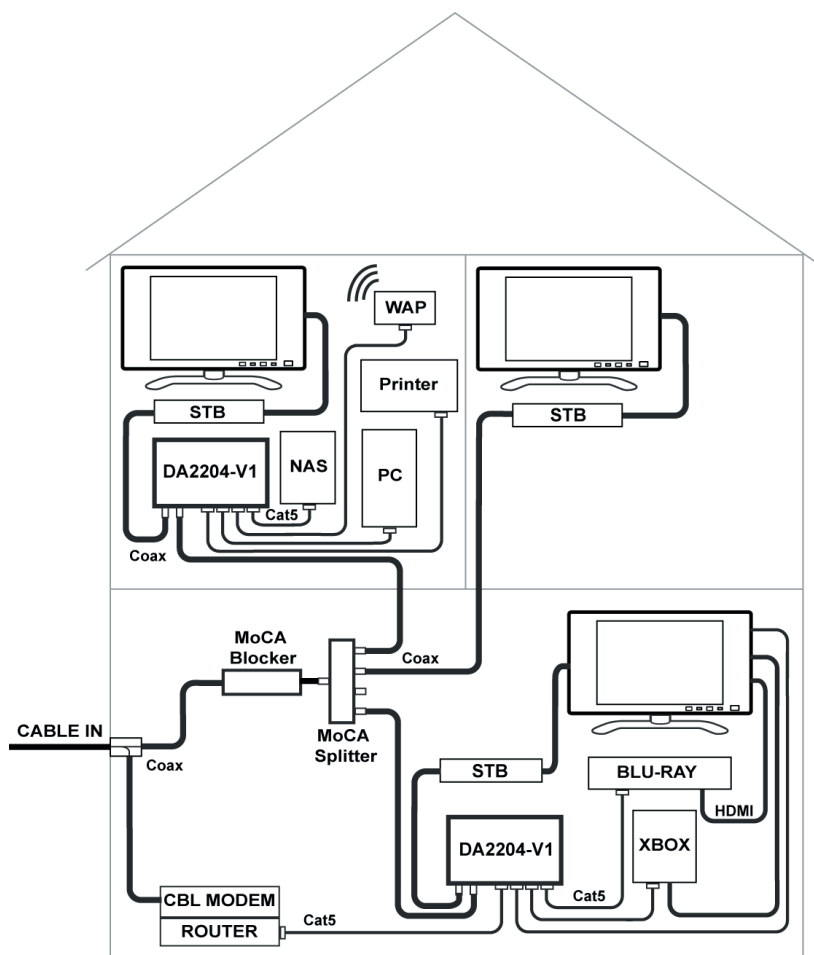 WAP
Printer
STB
STB
DA2204-V1
NAS
PC
Cat5
Coax
MoCA
Blocker
Coax
CABLE IN
MoCA
Splitter
Coax
STB
BLU-RAY
HDMI
XBOX
DA2204-V1
CBL MODEM
Cat5
Cat5
ROUTER